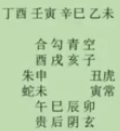 丁酉 壬寅 辛巳 乙未
合勾青空
酉戌亥子
朱申 丑虎
蛇未 寅常
午巳辰卯
贵后阴玄